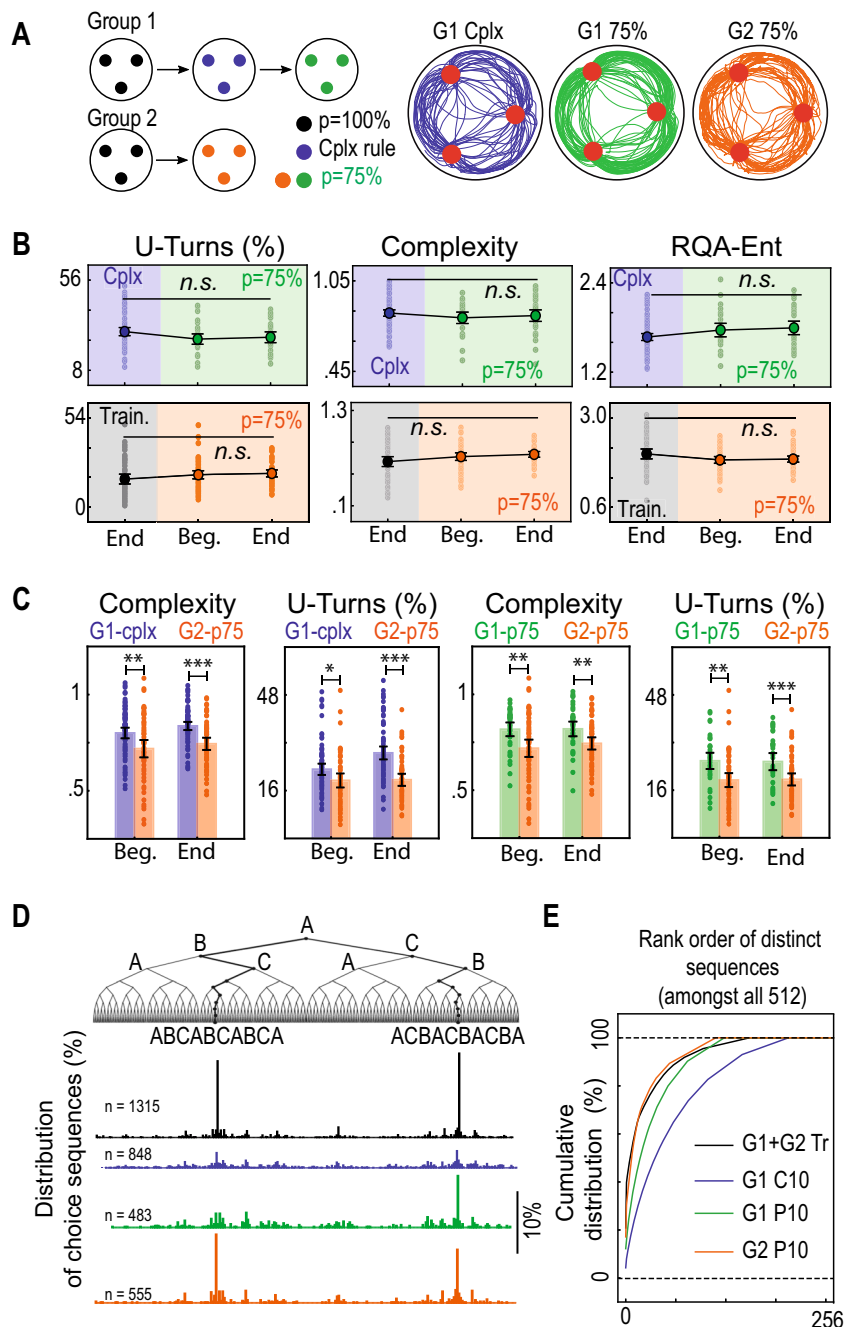 A
Group 1
Group 2
p=100%
Cplx rule
p=75%
G1 Cplx
G1 75%
G2 75%
B
U-Turns (%)
Complexity
RQA-Ent
56
8
Cplx
p=75%
n.s.
1.05
.45
n.s.
Cplx
p=75%
2.4
1.2
Cplx
n.s.
p=75%
54
0
Train.
p=75%
n.s.
1.3
.1
n.s.
p=75%
3.0
0.6
n.s.
Train.
p=75%
End
Beg.
End
End
Beg.
End
End
Beg.
End
C
Complexity
U-Turns (%)
Complexity
U-Turns (%)
G1-cplx
G2-p75
G1-cplx
G2-p75
G1-p75
G2-p75
G1-p75
G2-p75
1
.5
**
***
48
16
*
***
1
.5
**
**
48
16
**
***
Beg.
End
Beg.
End
Beg.
End
Beg.
End
D
A
B
C
A
C
A
B
ABCABCABCA
ACBACBACBA
Distribution
of choice sequences (%)
n = 1315
n = 848
n = 483
n = 555
10%
E
Rank order of distinct
sequences
(amongst all 512)
Cumulative
distribution (%)
100
0
G1+G2 Tr
G1 C10
G1 P10
G2 P10
0
256